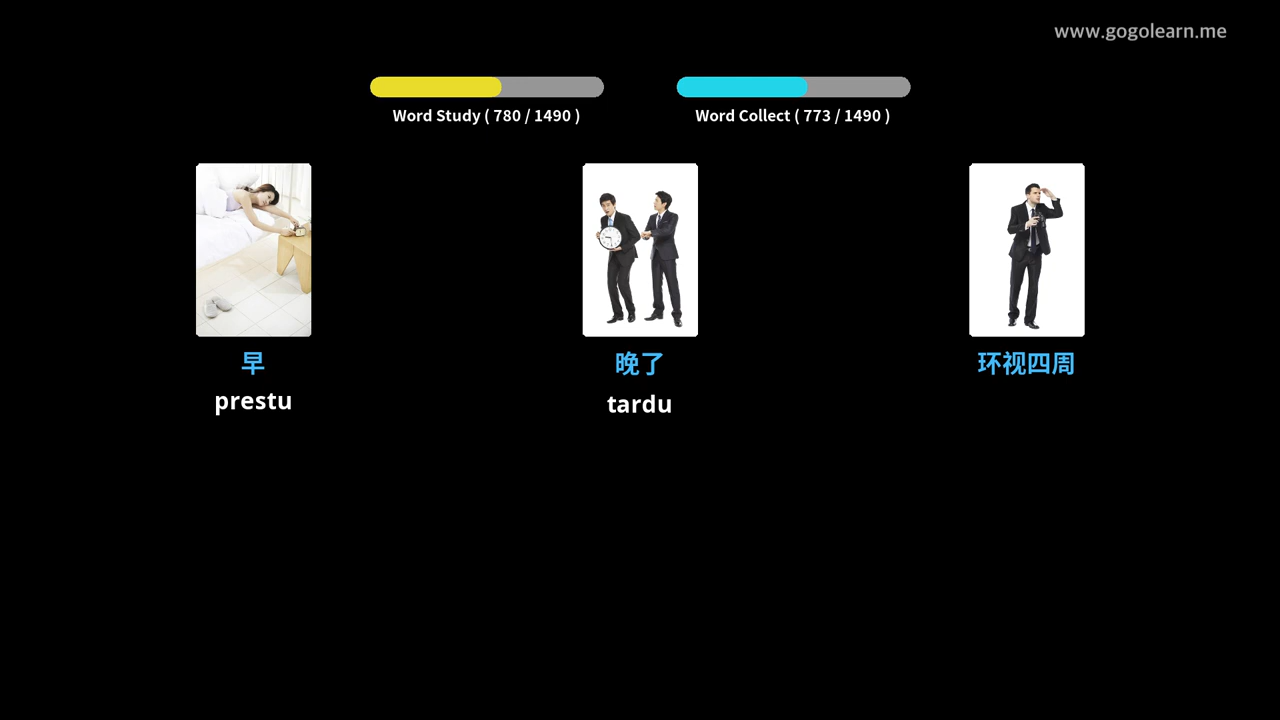 www.gogolearn.me
Word Study ( 780 / 1490 )
Word Collect ( 773 / 1490 )
早
晚了
环视四周
prestu
tardu